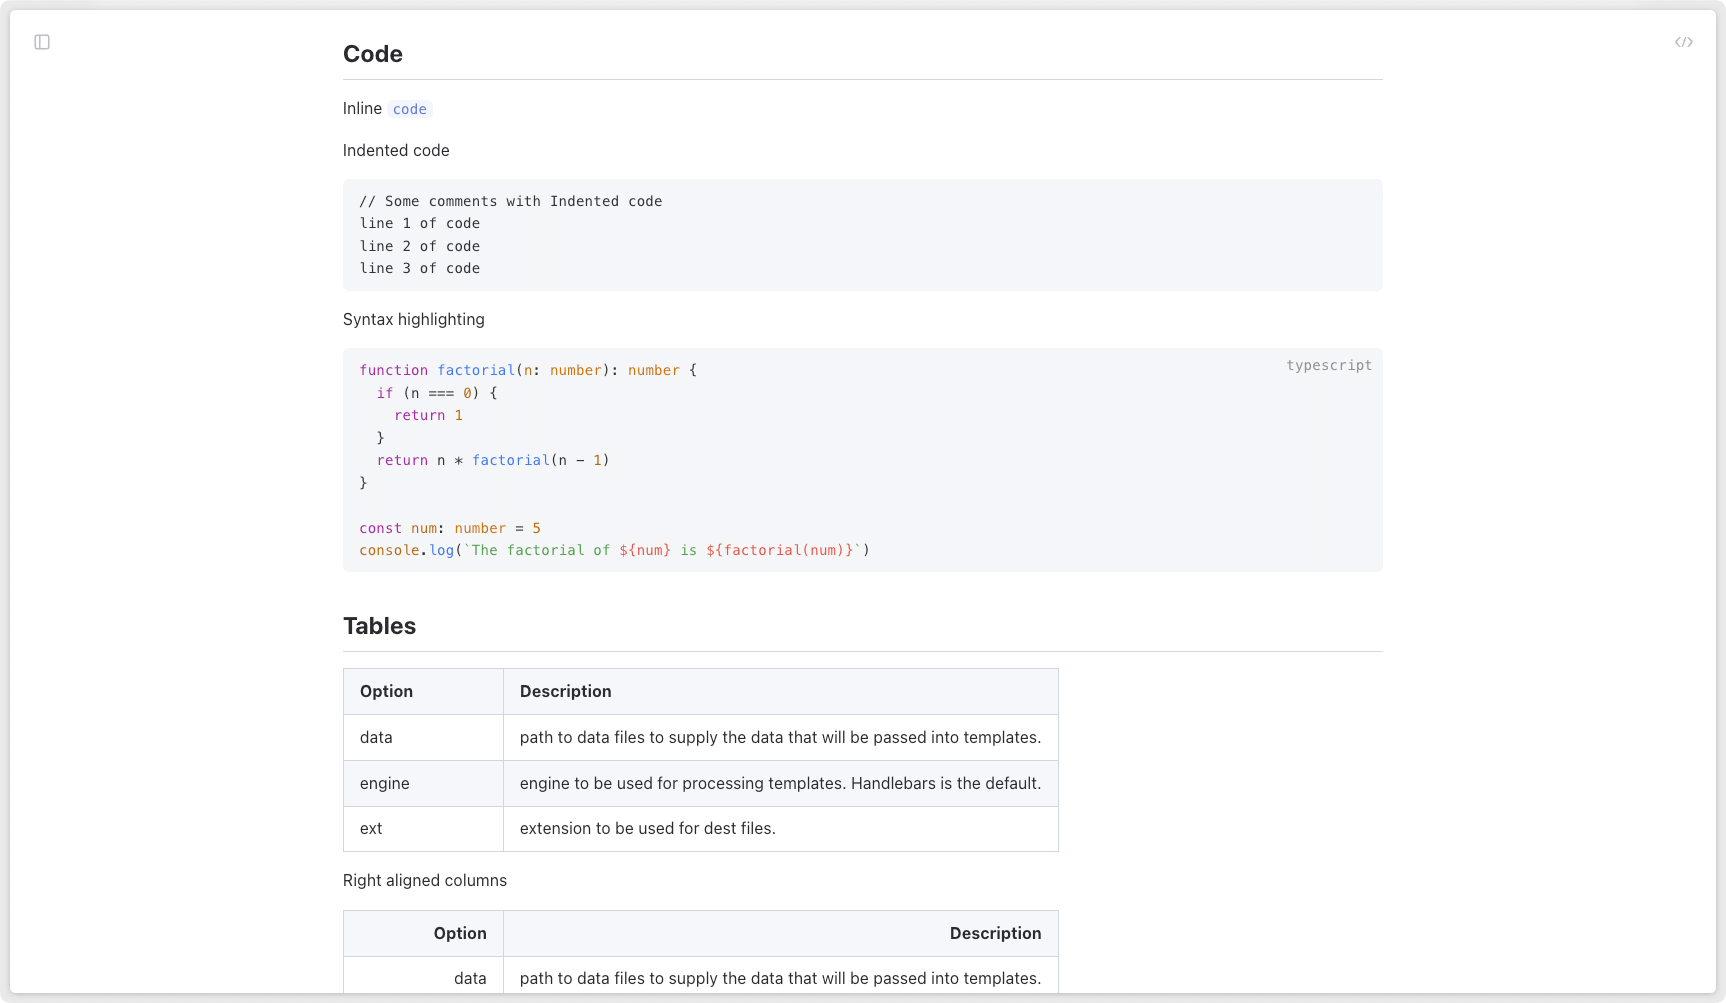 Code
Inline code
Indented code
// Some comments with Indented code
line 1 of code
line 2 of code
line 3 of code
Syntax highlighting
typescript
function factorial(n: number): number {
  if (n === 0) {
    return 1
  }
  return n * factorial(n - 1)
}

const num: number = 5
console.log(`The factorial of ${num} is ${factorial(num)}`)
Tables
Option Description
data path to data files to supply the data that will be passed into templates.
engine engine to be used for processing templates. Handlebars is the default.
ext extension to be used for dest files.
Right aligned columns
Option Description
data path to data files to supply the data that will be passed into templates.